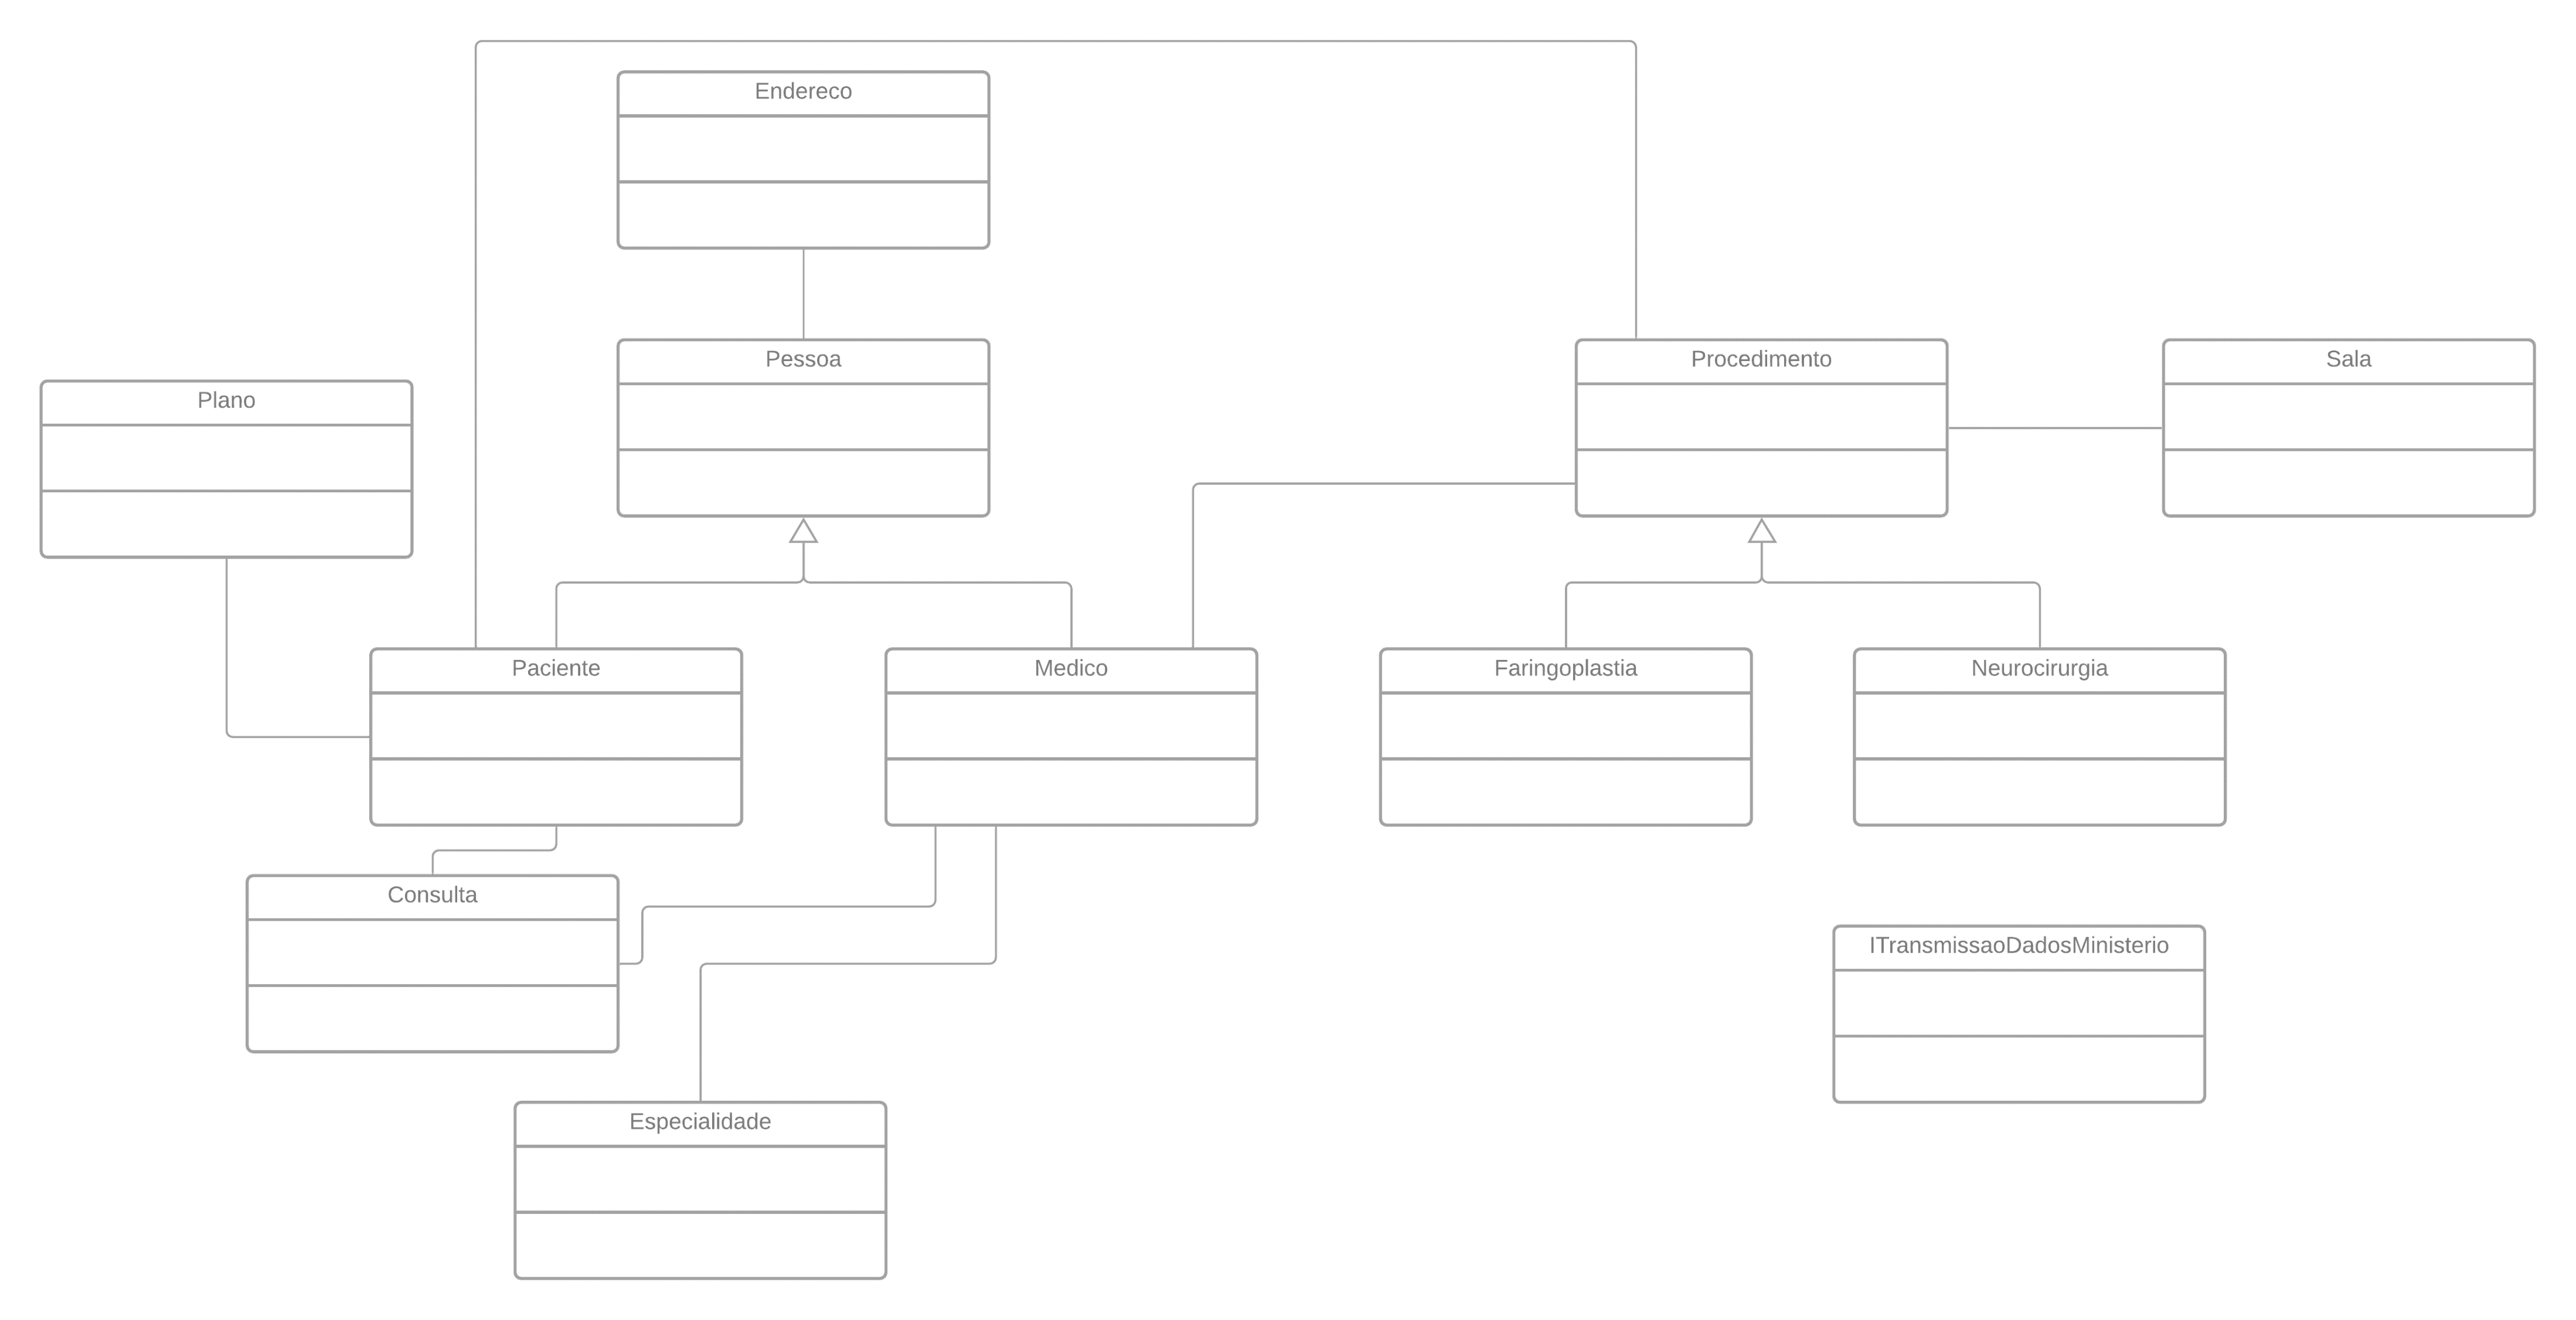 Endereco
Pessoa
Procedimento
Sala
Plano
Paciente
Medico
Faringoplastia
Neurocirurgia
Consulta
ITransmissaoDadosMinisterio
Especialidade